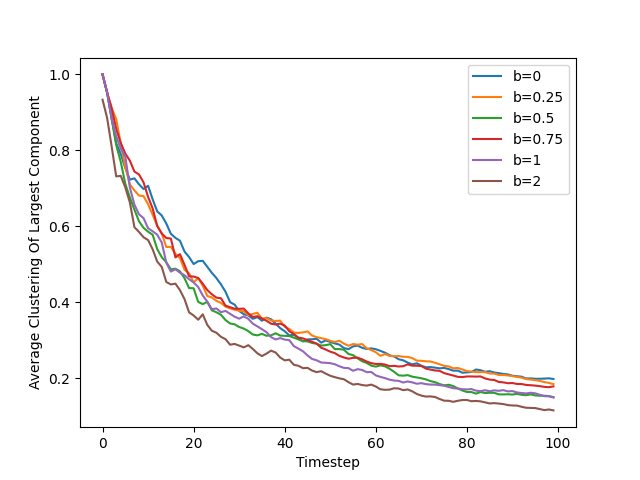 Average Clustering Of Largest Component
1.0
0.8
0.6
0.4
0.2
0
20
40
60
80
100
Timestep
b=0
b=0.25
b=0.5
b=0.75
b=1
b=2